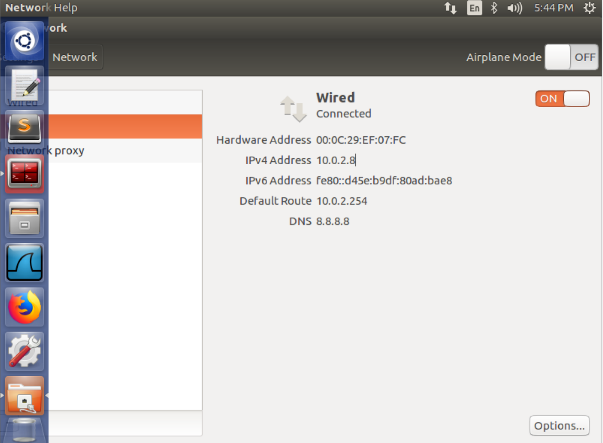 Network Help
En
5:44 PM
Network
Airplane Mode
OFF
Wired
Connected
ON
Hardware Address 00:0C:29:EF:07:FC
IPv4 Address 10.0.2.8
IPv6 Address fe80::d45e:b9df:80ad:bae8
Default Route 10.0.2.254
DNS 8.8.8.8
Wired
Network proxy
Options...